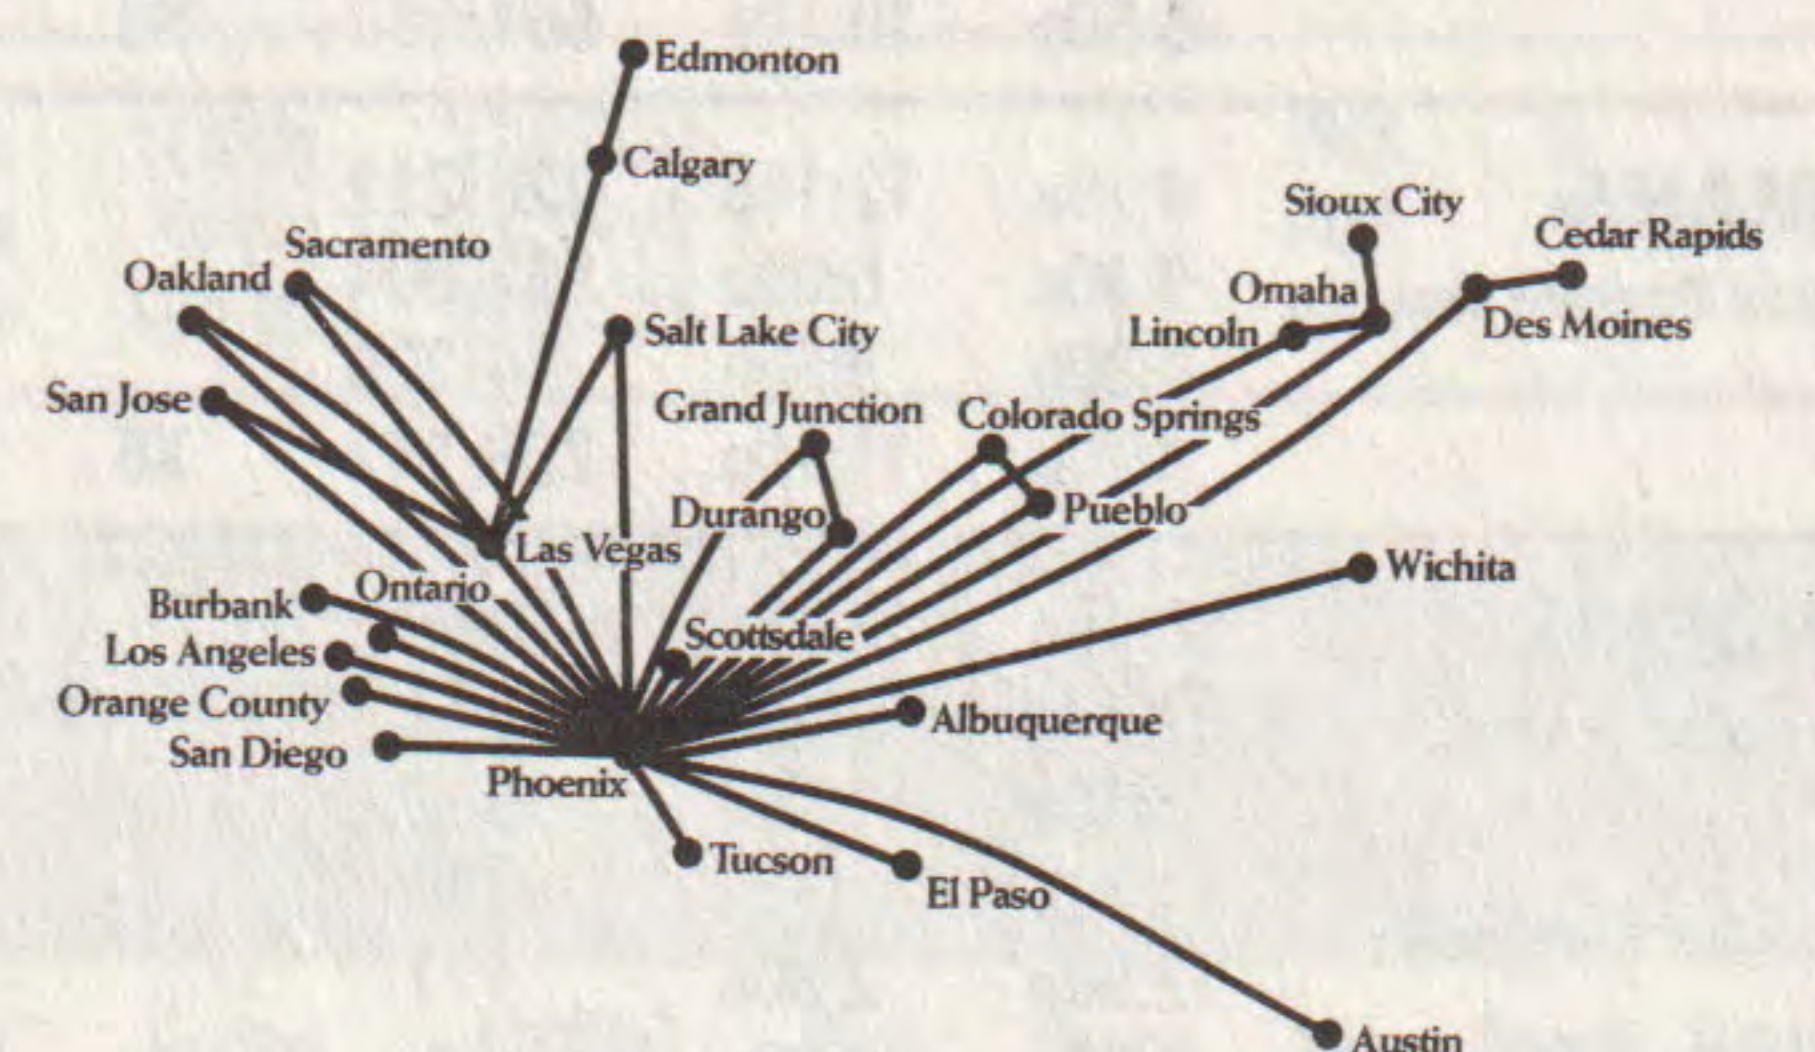 Edmonton
Calgary
Sioux City
Cedar Rapids
Sacramento
Oakland
Omaha
Salt Lake City
Lincoln
Des Moines
San Jose
Grand Junction
Colorado Springs
Durango
Pueblo
Las Vegas
Wichita
Ontario
Burbank
Scottsdale
Los Angeles
Orange County
Albuquerque
San Diego
Phoenix
Tucson
El Paso
Austin